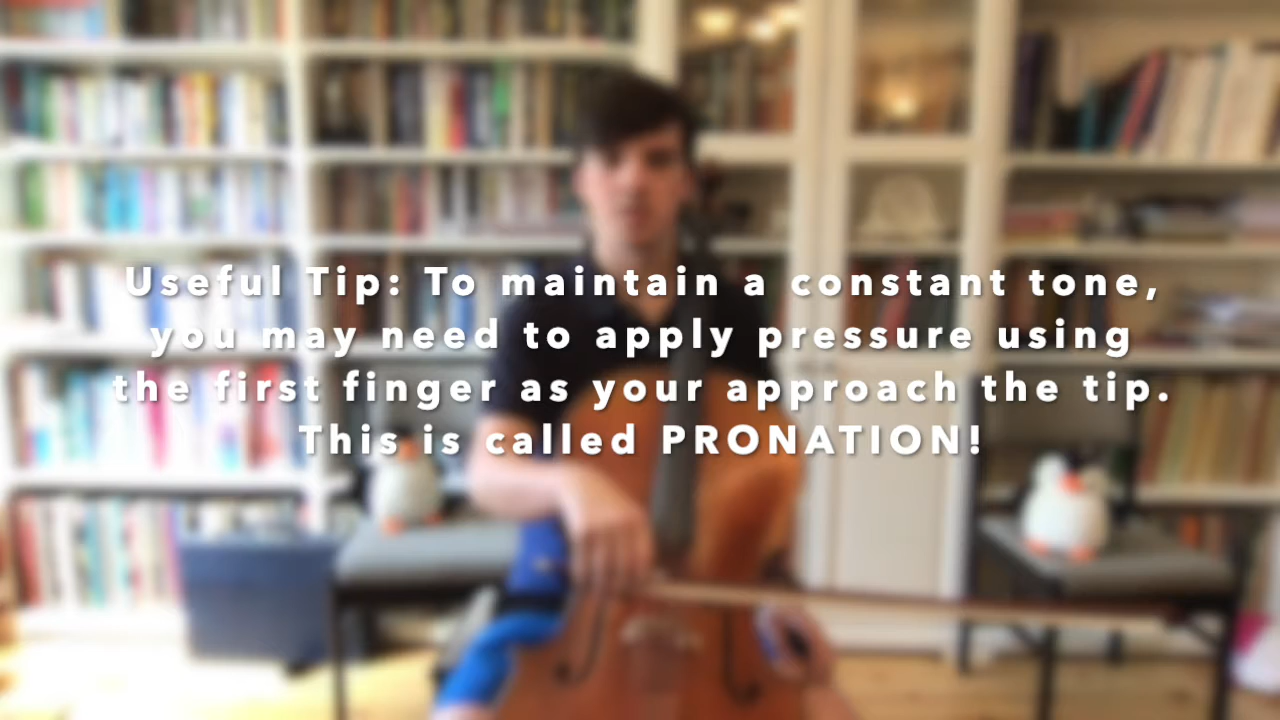 Useful Tip: To maintain a constant tone,
you may need to apply pressure using
the first finger as your approach the tip.
This is called PRONATION!